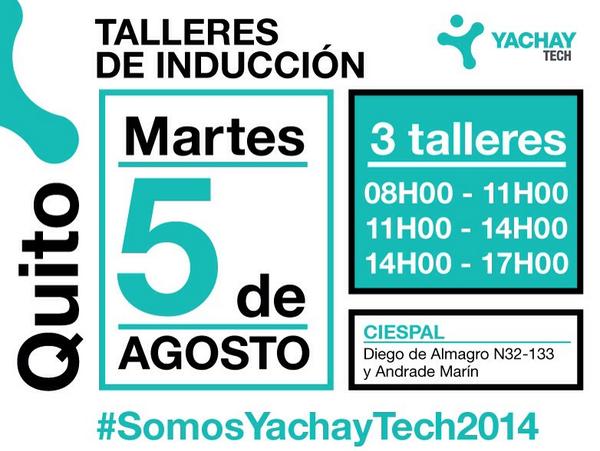 TALLERES
DE INDUCCIÓN
YACHAY
TECH
Quito
Martes
5 de
AGOSTO
3 talleres
08H00 - 11H00
11H00 - 14H00
14H00 - 17H00
CIESPAL
Diego de Almagro N32-133
y Andrade Marín
#SomosYachayTech2014